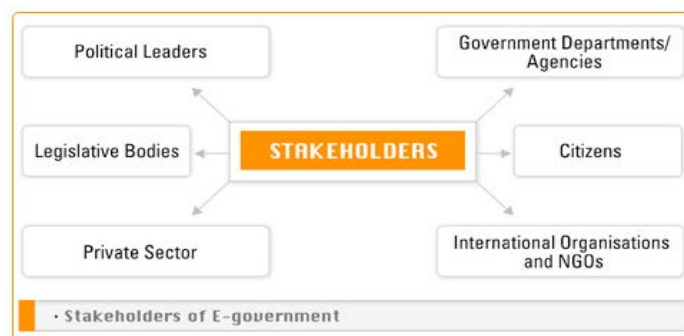 Political Leaders
Government Departments/
Agencies
Legislative Bodies
STAKEHOLDERS
Citizens
Private Sector
International Organisations
and NGOs
· Stakeholders of E-government